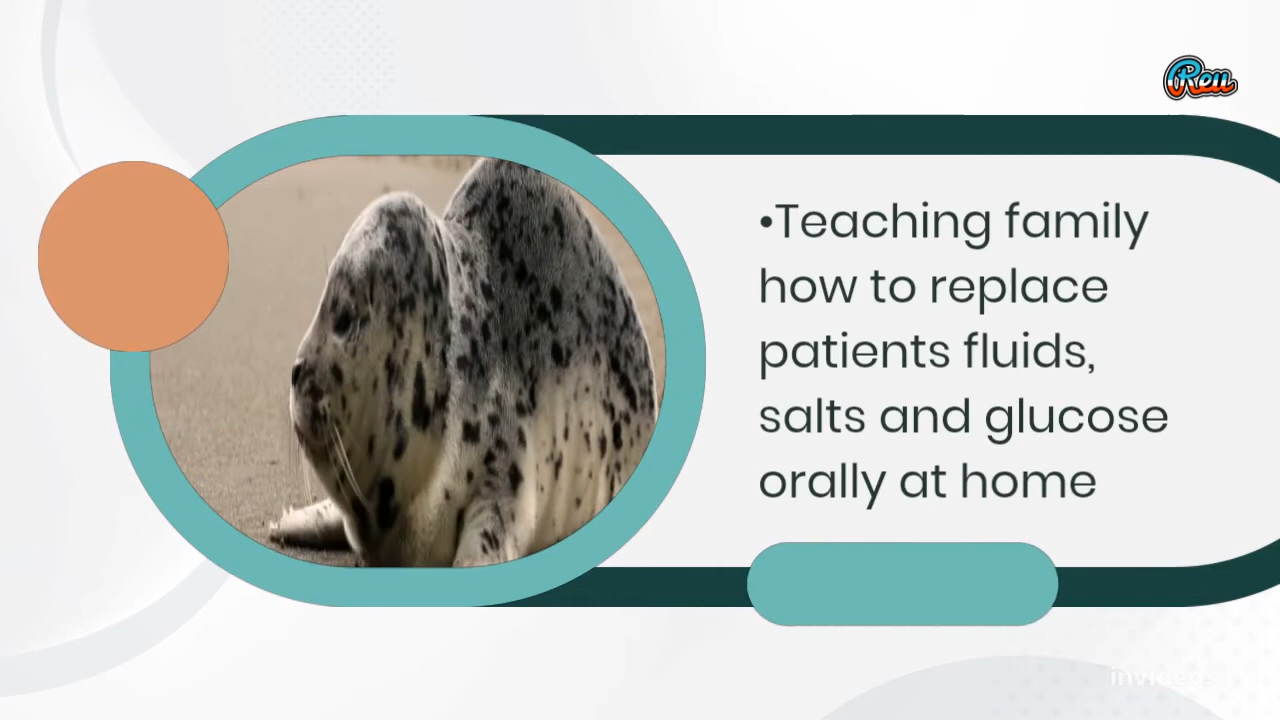 Reu
•Teaching family
how to replace
patients fluids,
salts and glucose
orally at home